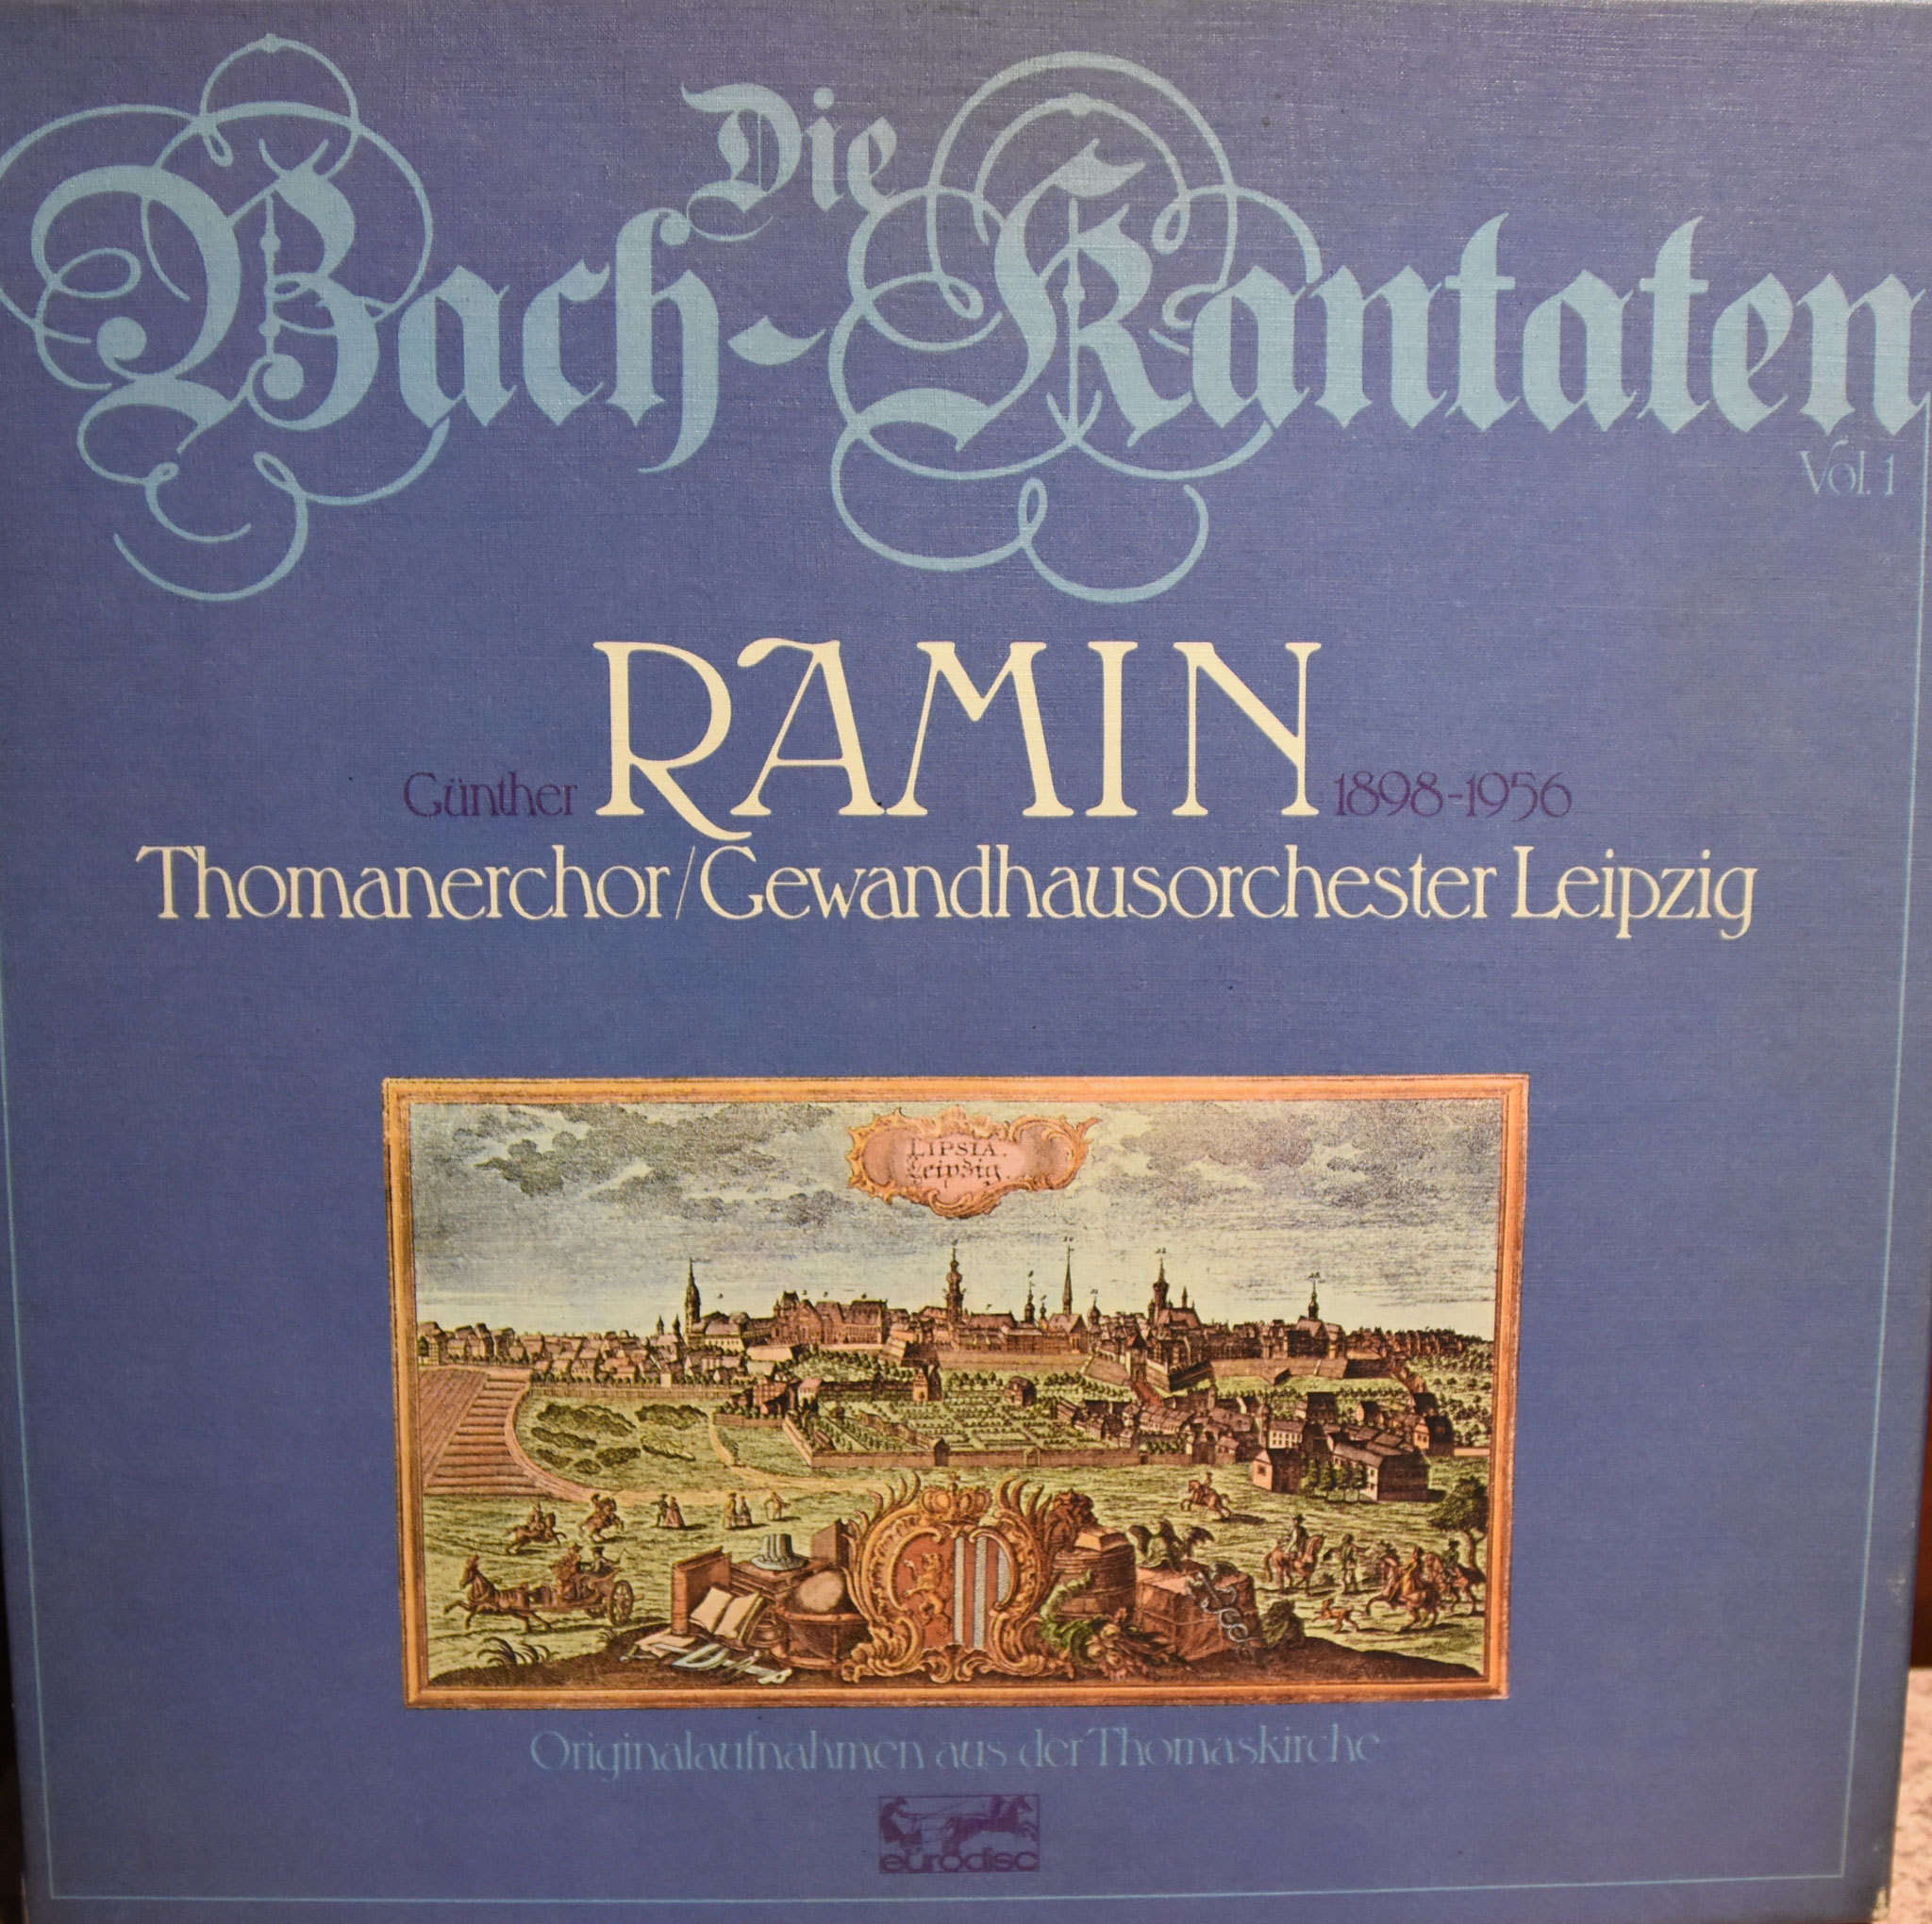 Die
Bach-Kantaten
Vol. 1
Günther RAMIN 1898-1956
Thomanerchor/Gewandhausorchester Leipzig
LIPSIA.
Leipzig.
Originalaufnahmen aus der Thomaskirche
eurodisc